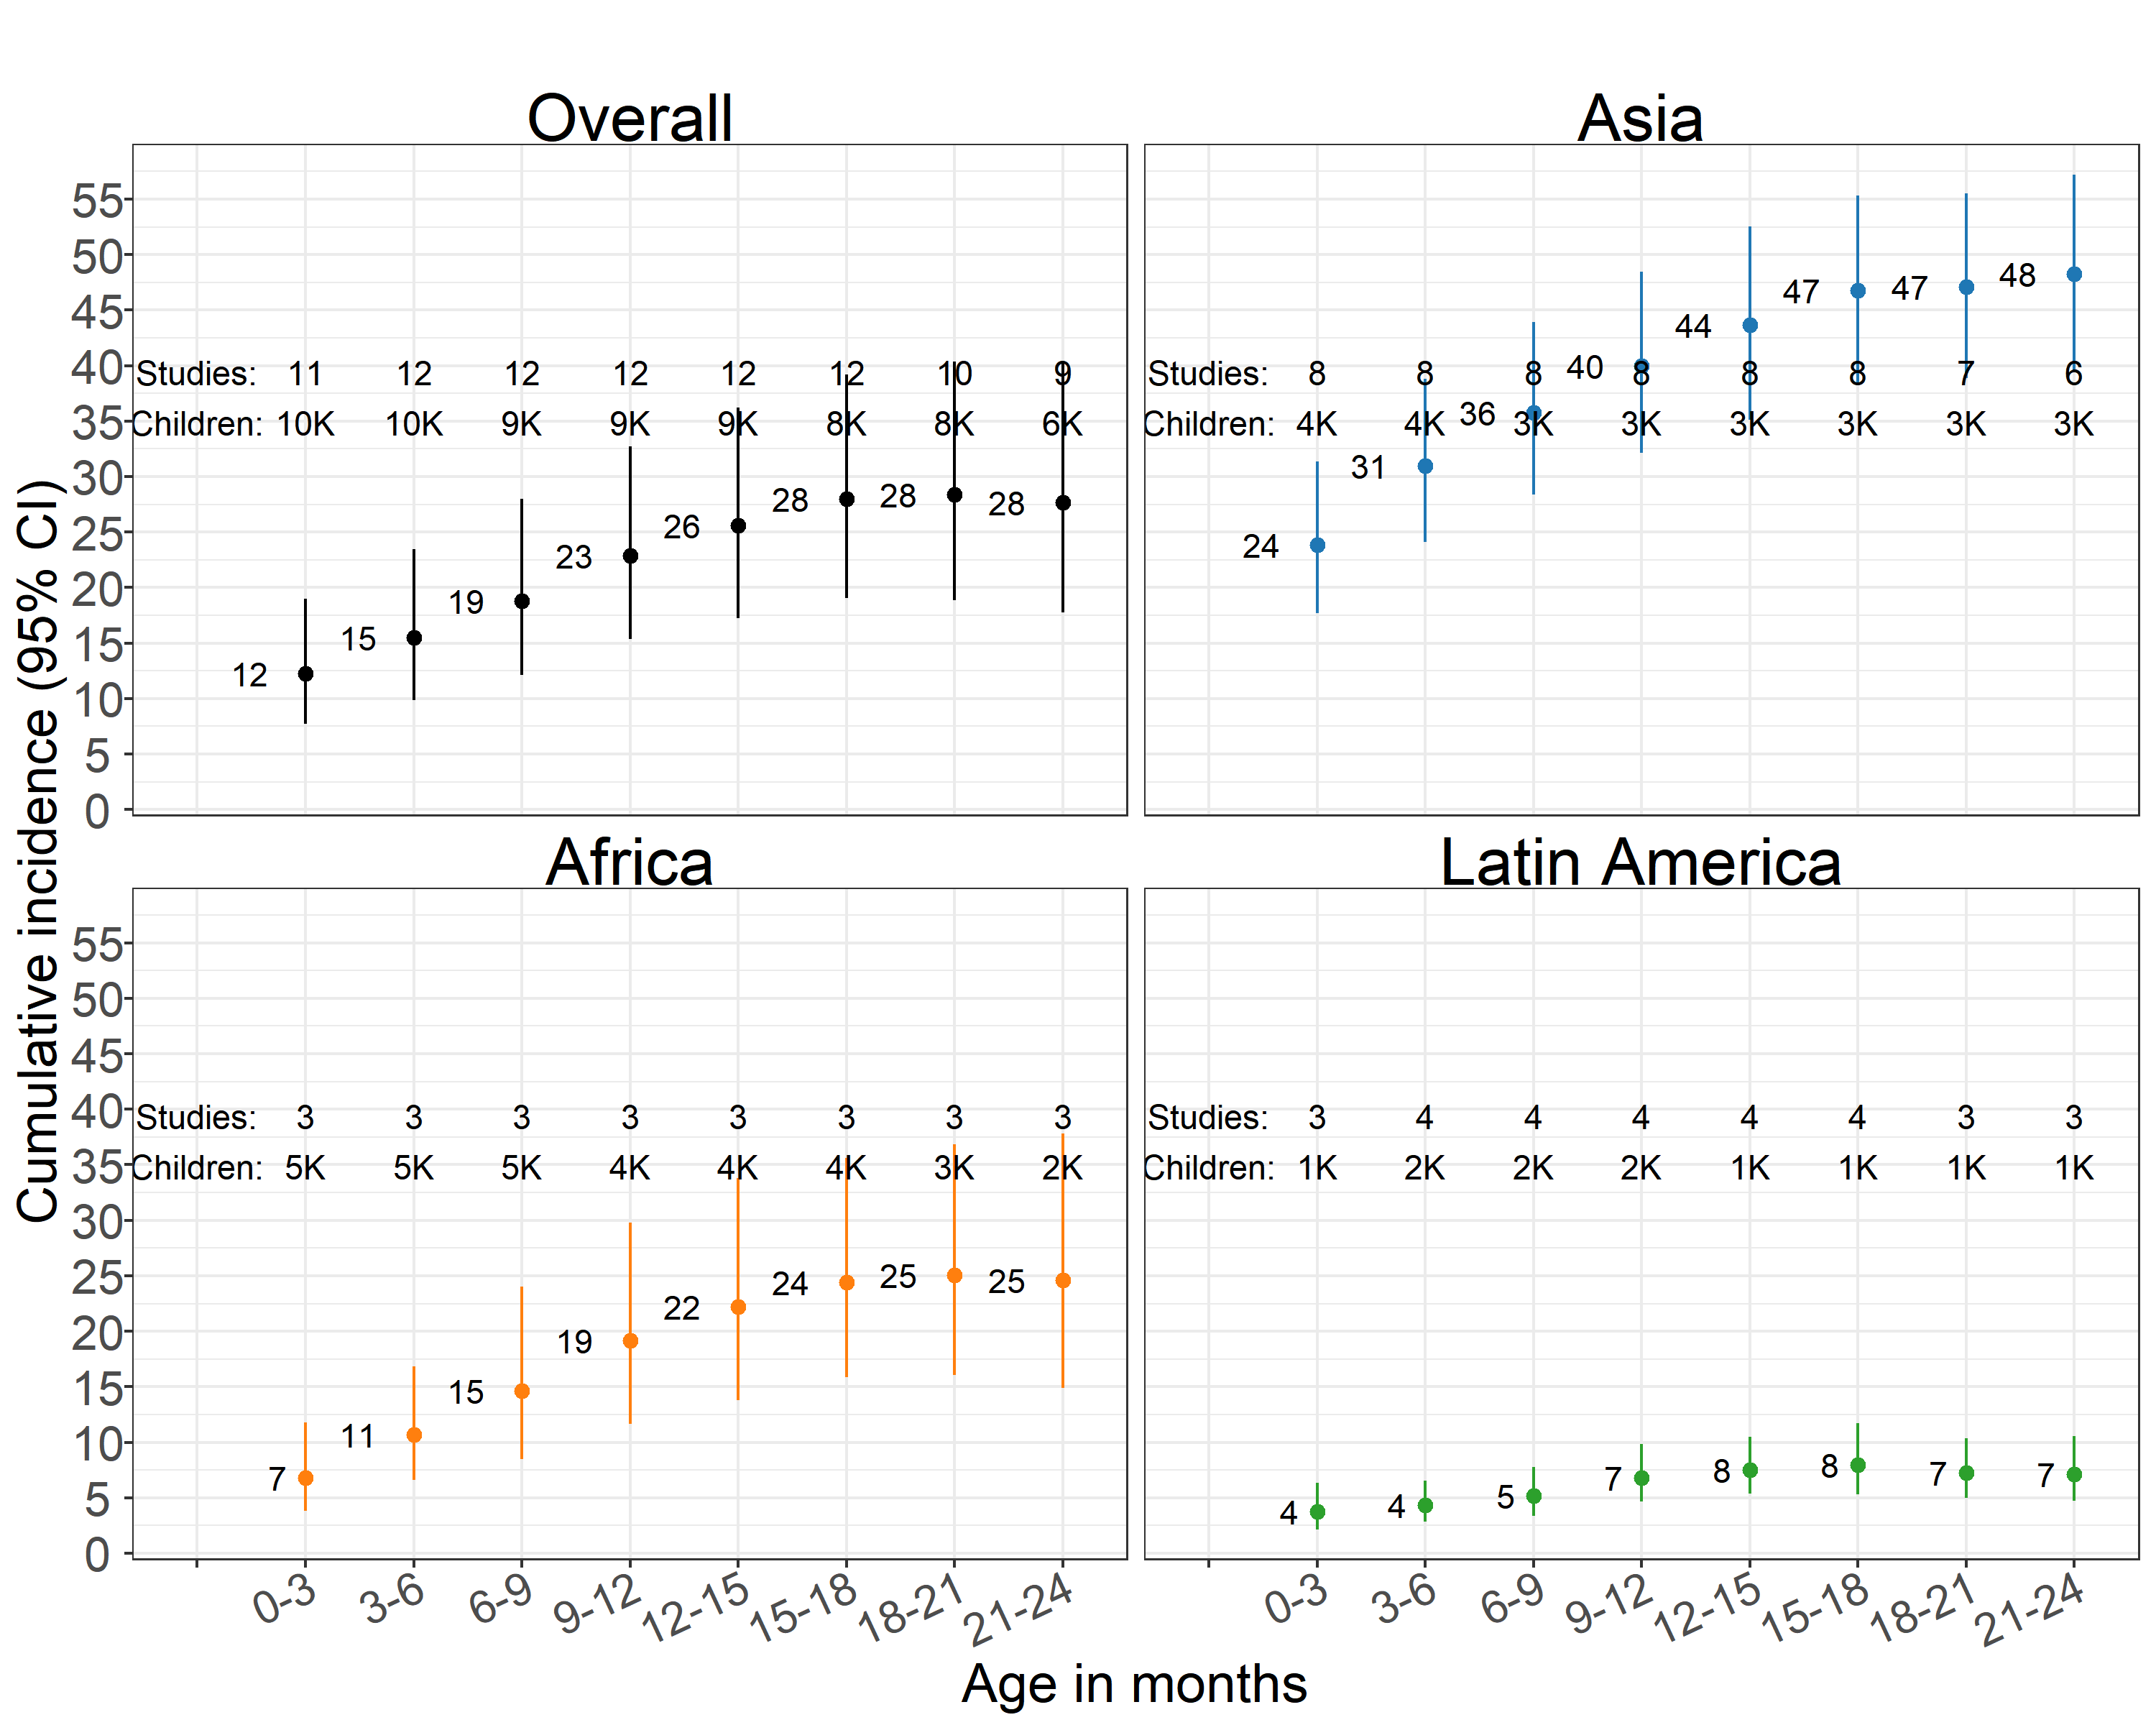 Overall
55
50
45
40
35
30
25
20
15
10
5
0
Studies: 11 12 12 12 12 12 10 9
Children: 10K 10K 9K 9K 9K 8K 8K 6K
12 15 19 23 26 28 28 28
Asia
Studies: 8 8 8 8 8 8 7 6
Children: 4K 4K 3K 3K 3K 3K 3K 3K
24 31 36 40 44 47 47 48
Cumulative incidence (95% CI)
Africa
55
50
45
40
35
30
25
20
15
10
5
0
Studies: 3 3 3 3 3 3 3 3
Children: 5K 5K 5K 4K 4K 4K 3K 2K
7 11 15 19 22 24 25 25
0-3 3-6 6-9 9-12 12-15 15-18 18-21 21-24
Latin America
Studies: 3 4 4 4 4 4 3 3
Children: 1K 2K 2K 2K 1K 1K 1K 1K
4 4 5 7 8 8 7 7
0-3 3-6 6-9 9-12 12-15 15-18 18-21 21-24
Age in months